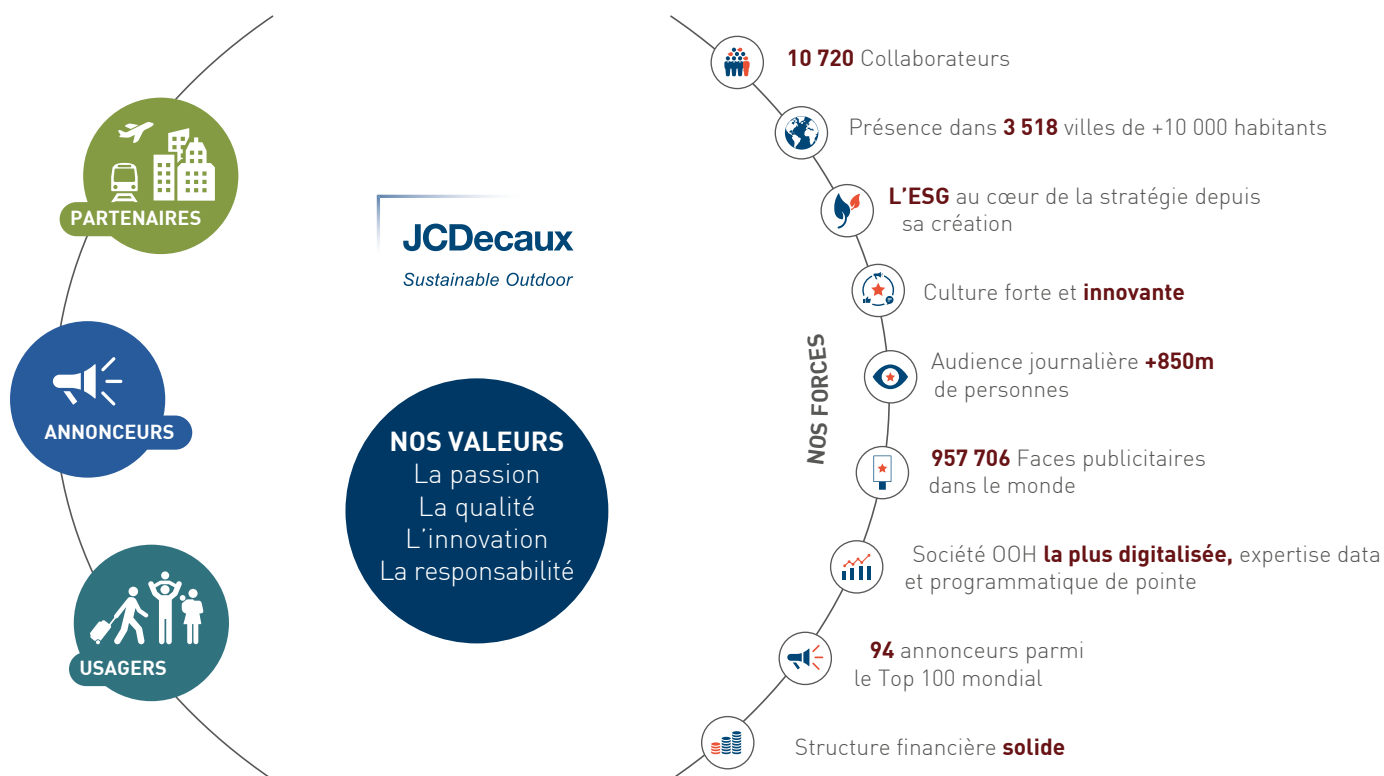 PARTENAIRES
ANNONCEURS
USAGERS
JCDecaux
Sustainable Outdoor
NOS VALEURS
La passion
La qualité
L'innovation
La responsabilité
NOS FORCES
10 720 Collaborateurs
Présence dans 3 518 villes de +10 000 habitants
L'ESG au cœur de la stratégie depuis
sa création
Culture forte et innovante
Audience journalière +850m
de personnes
957 706 Faces publicitaires
dans le monde
Société OOH la plus digitalisée, expertise data
et programmatique de pointe
94 annonceurs parmi
le Top 100 mondial
Structure financière solide